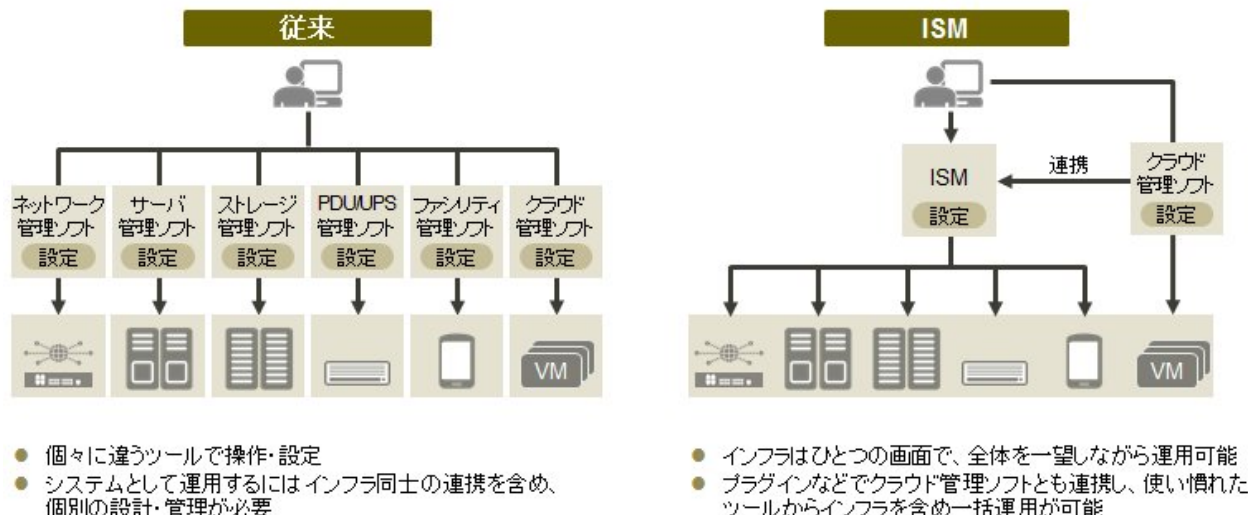 従来
ネットワーク
管理ソフト
設定
サーバ
管理ソフト
設定
ストレージ
管理ソフト
設定
PDU/UPS
管理ソフト
設定
ファシリティ
管理ソフト
設定
クラウド
管理ソフト
設定
VM
● 個々に違うツールで操作・設定
● システムとして運用するにはインフラ同士の連携を含め、
個別の設計・管理が必要
ISM
ISM
設定
連携
クラウド
管理ソフト
設定
VM
● インフラはひとつの画面で、全体を一望しながら運用可能
● プラグインなどでクラウド管理ソフトとも連携し、使い慣れた
ツールからインフラを含め一括運用が可能